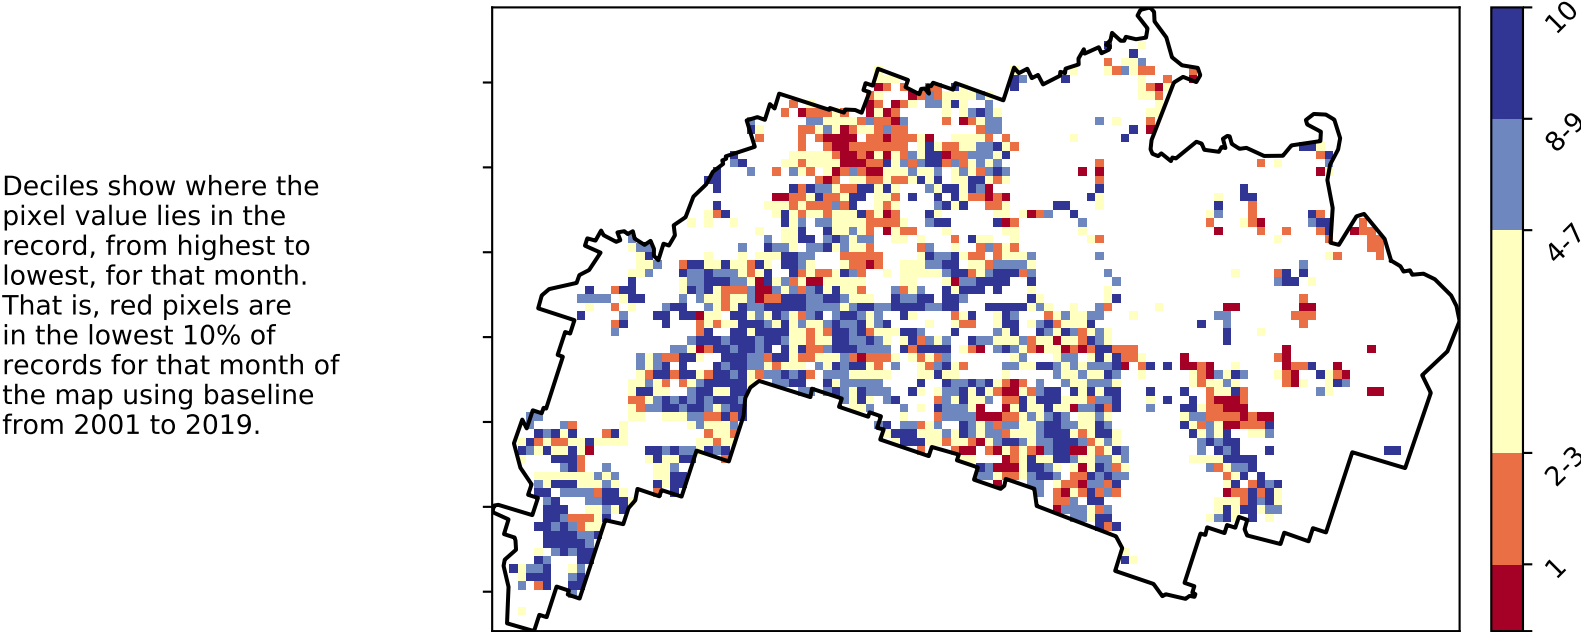 Deciles show where the
pixel value lies in the
record, from highest to
lowest, for that month.
That is, red pixels are
in the lowest 10% of
records for that month of
the map using baseline
from 2001 to 2019.
10
8-9
4-7
2-3
1